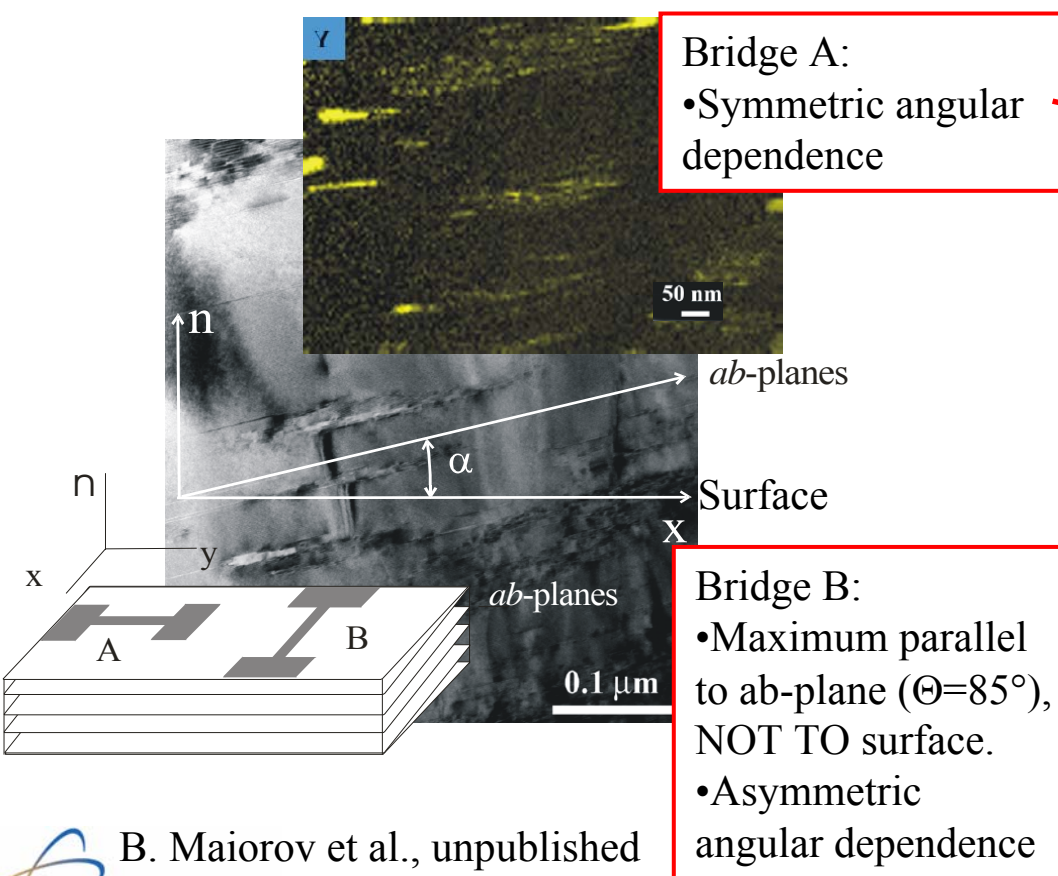 Y
Bridge A:
•Symmetric angular
dependence
50 nm
n
ab-planes
α
Surface
x
n
y
x
ab-planes
A
B
0.1 μm
Bridge B:
•Maximum parallel
to ab-plane (Θ=85°),
NOT TO surface.
•Asymmetric
angular dependence
B. Maiorov et al., unpublished